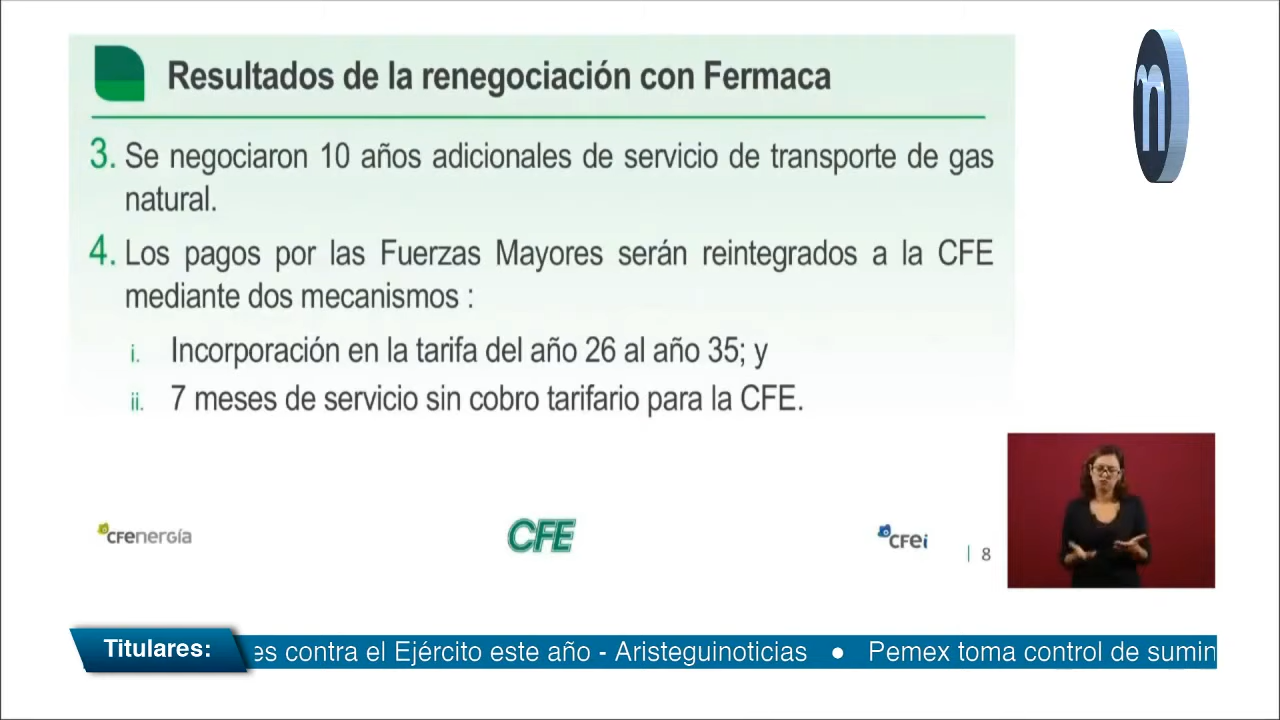 Resultados de la renegociación con Fermaca
3. Se negociaron 10 años adicionales de servicio de transporte de gas
natural.
4. Los pagos por las Fuerzas Mayores serán reintegrados a la CFE
mediante dos mecanismos :
i. Incorporación en la tarifa del año 26 al año 35; y
ii. 7 meses de servicio sin cobro tarifario para la CFE.
CFEnergía
CFE
CFEi
| 8
m
Titulares: es contra el Ejército este año - Aristeguinoticias ● Pemex toma control de sumin